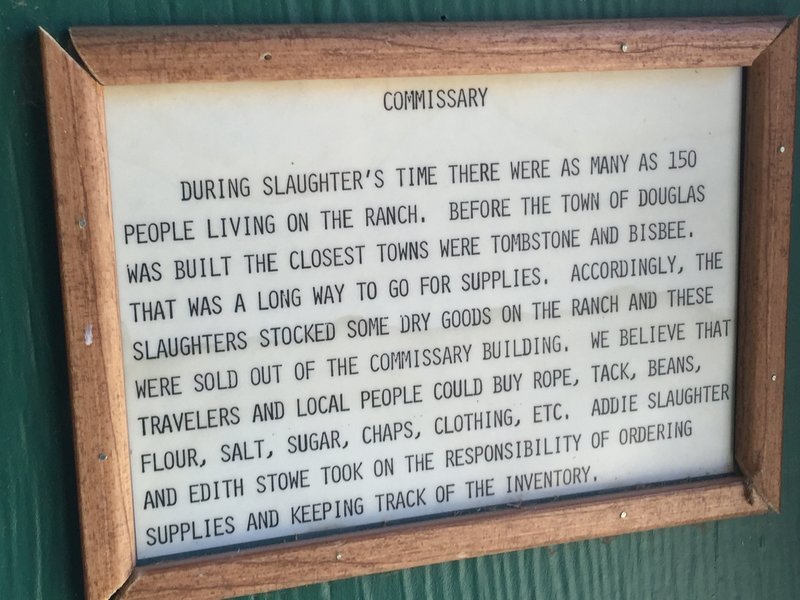 COMMISSARY
DURING SLAUGHTER'S TIME THERE WERE AS MANY AS 150
PEOPLE LIVING ON THE RANCH. BEFORE THE TOWN OF DOUGLAS
WAS BUILT THE CLOSEST TOWNS WERE TOMBSTONE AND BISBEE.
THAT WAS A LONG WAY TO GO FOR SUPPLIES. ACCORDINGLY, THE
SLAUGHTERS STOCKED SOME DRY GOODS ON THE RANCH AND THESE
WERE SOLD OUT OF THE COMMISSARY BUILDING. WE BELIEVE THAT
TRAVELERS AND LOCAL PEOPLE COULD BUY ROPE, TACK, BEANS,
FLOUR, SALT, SUGAR, CHAPS, CLOTHING, ETC. ADDIE SLAUGHTER
AND EDITH STOWE TOOK ON THE RESPONSIBILITY OF ORDERING
SUPPLIES AND KEEPING TRACK OF THE INVENTORY.